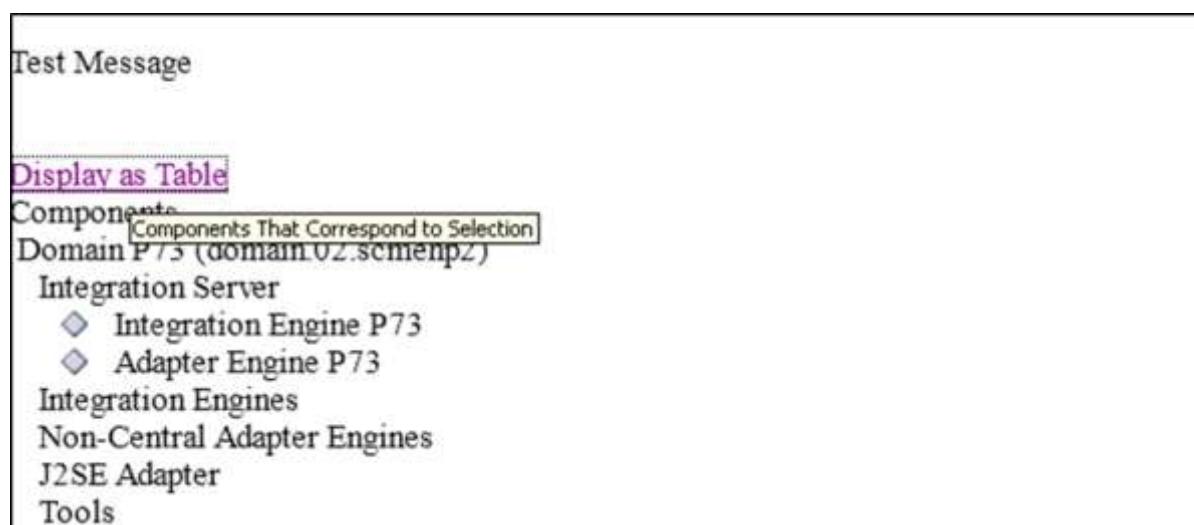 Test Message
Display as Table
Components
Components That Correspond to Selection
Domain P73 (domain.02.scmehp2)
Integration Server
Integration Engine P73
Adapter Engine P73
Integration Engines
Non-Central Adapter Engines
J2SE Adapter
Tools